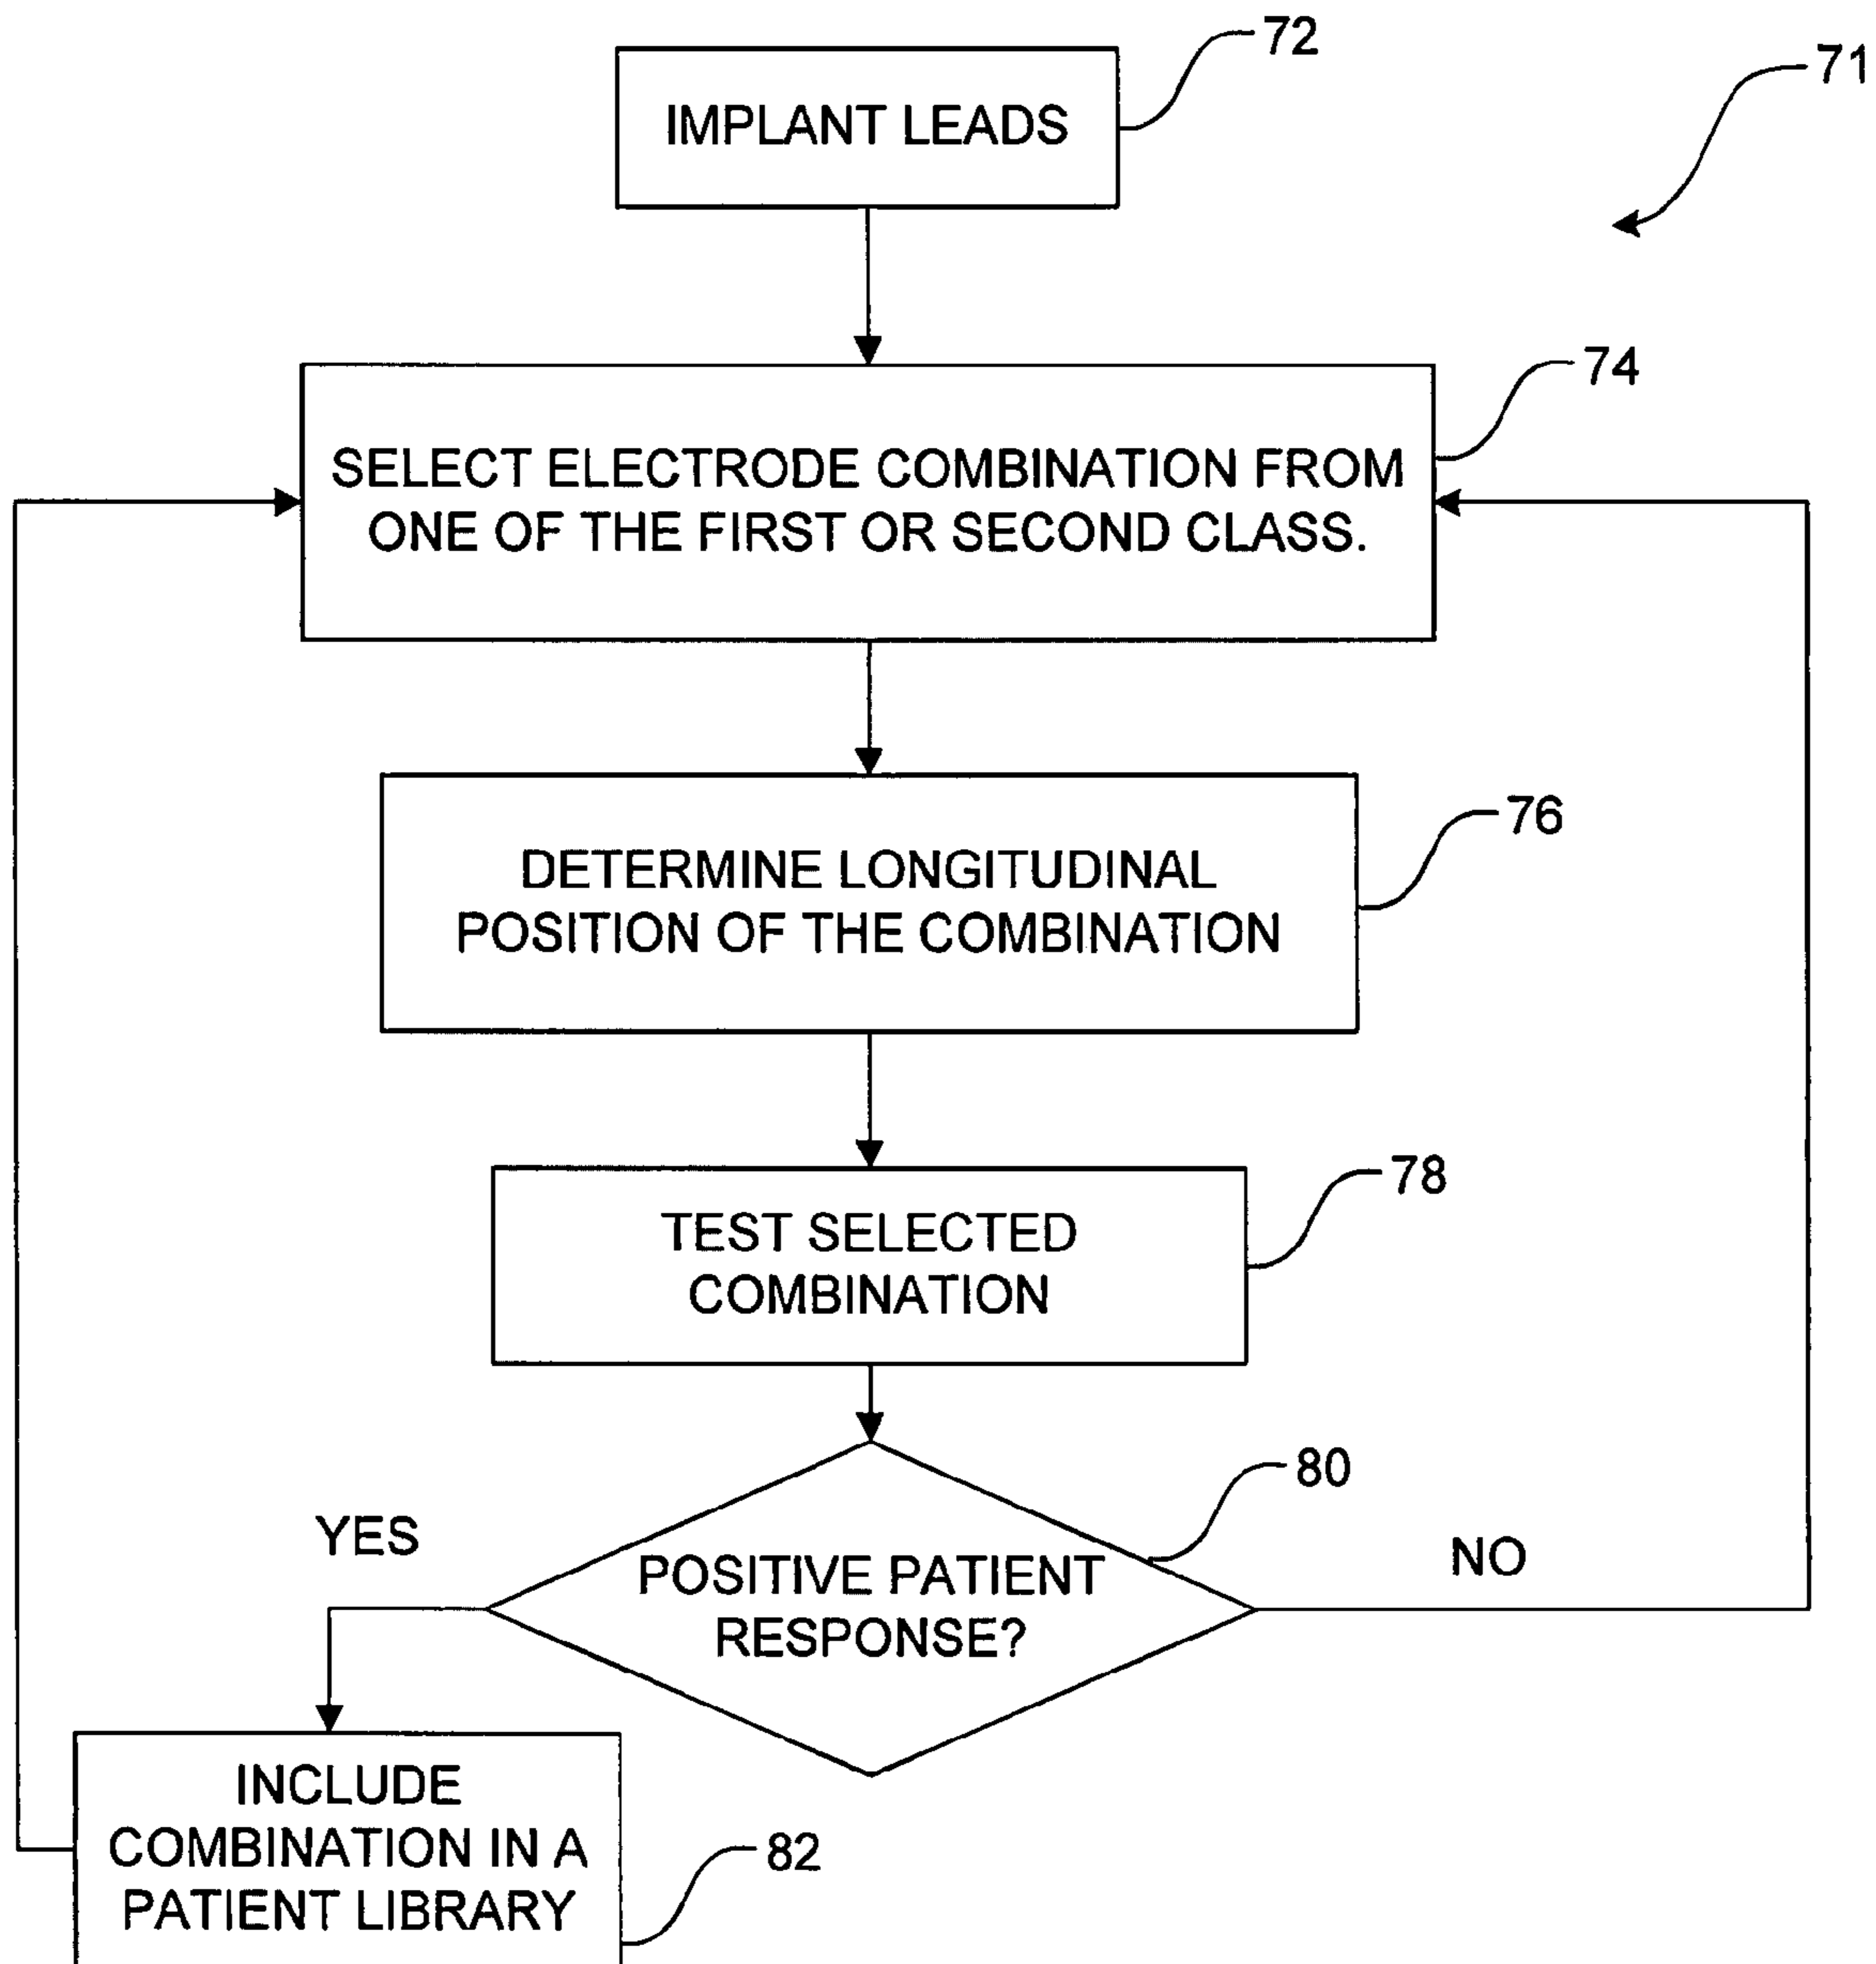 72
71
IMPLANT LEADS
74
SELECT ELECTRODE COMBINATION FROM
ONE OF THE FIRST OR SECOND CLASS.
76
DETERMINE LONGITUDINAL
POSITION OF THE COMBINATION
78
TEST SELECTED
COMBINATION
80
YES
NO
POSITIVE PATIENT
RESPONSE?
INCLUDE
COMBINATION IN A
PATIENT LIBRARY
82